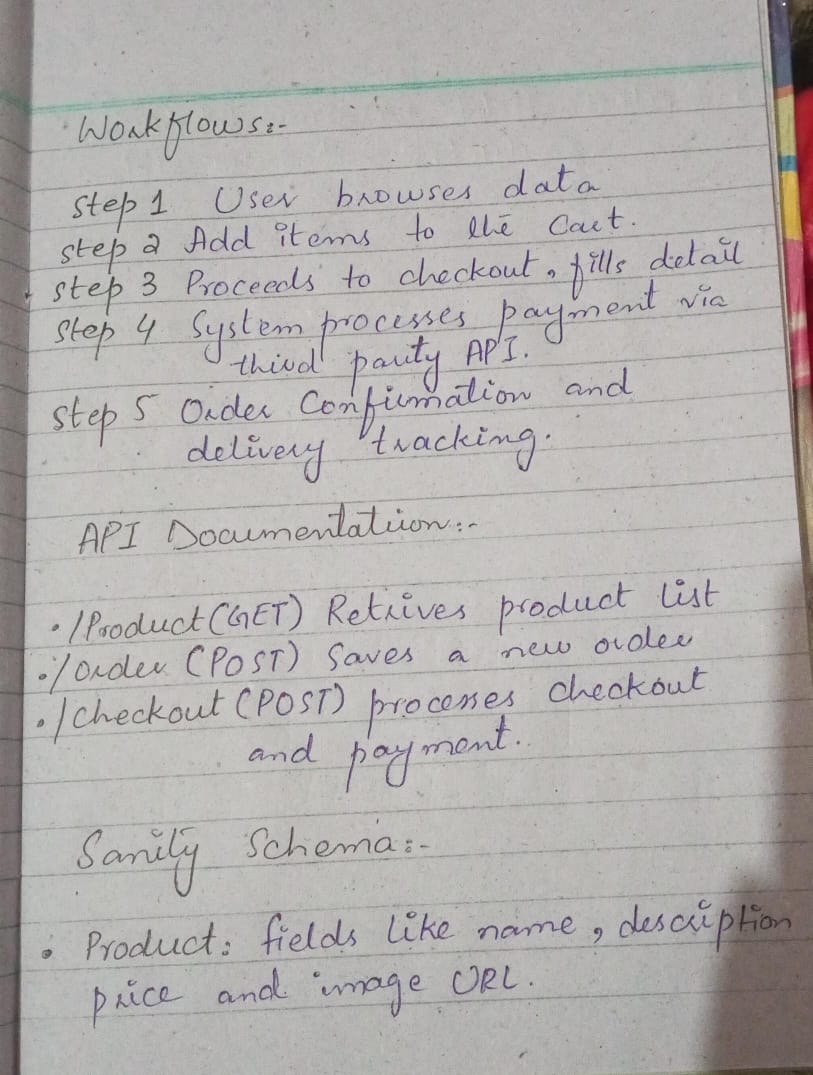 Workflows:-
Step 1 User browses data
Step 2 Add items to the Cart.
Step 3 Proceeds to checkout, fills detail
Step 4 System processes payment via
third party API.
Step 5 Order Confirmation and
delivery tracking.
API Documentation:-
• /Product (GET) Retrives product list
• /order (POST) Saves a new order
• /checkout (POST) processes checkout
and payment.
Sanity Schema:-
• Product: fields like name, description
price and image URL.